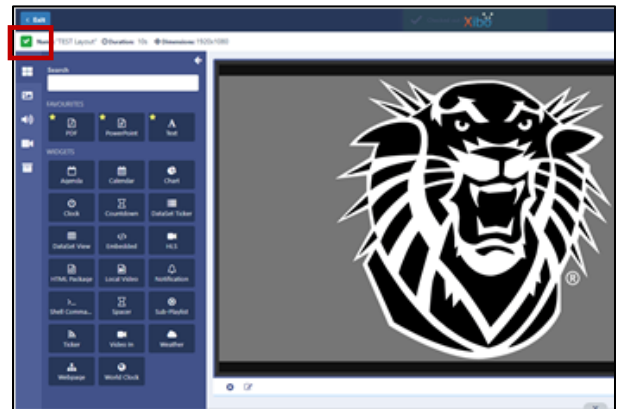 Exit
Xibo
Name: "TEST Layout" Duration: 10s Dimensions: 1920x1080
Search
FAVOURITES
PDF PowerPoint Text
WIDGETS
Agenda Calendar Chart
Clock Countdown DataSet Ticker
DataSet View Embedded HLS
HTML Package Local Video Notification
Shell Comma... Spacer Sub-Playlist
Ticker Video In Weather
Webpage World Clock
®